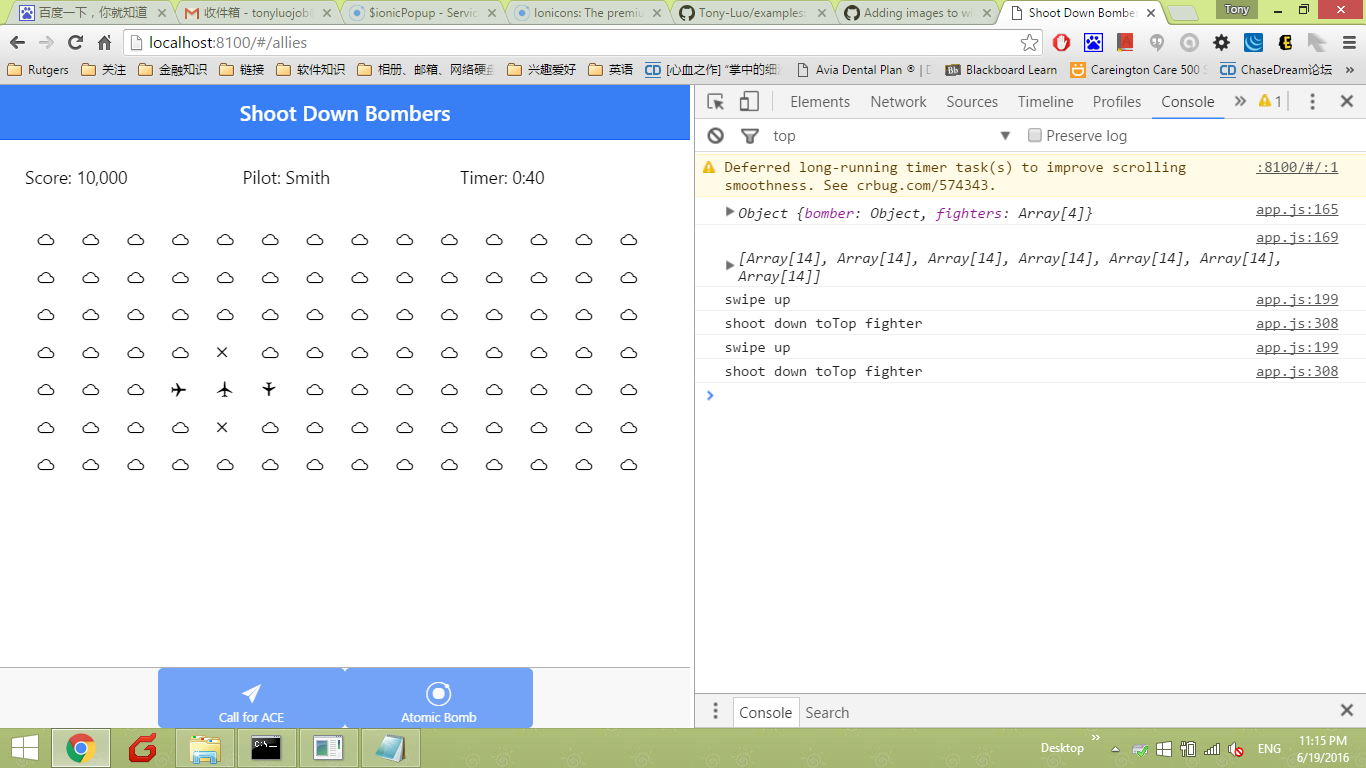 百度一下，你就知道
收件箱 - tonyluojob@
$ionicPopup - Servic
Ionicons: The premiu
Tony-Luo/examples:
Adding images to wi
Shoot Down Bombe
Tony
localhost:8100/#/allies
Rutgers
关注
金融知识
链接
软件知识
相册、邮箱、网络硬盘
兴趣爱好
英语
[心血之作] "掌中的细
Avia Dental Plan ® | D
Blackboard Learn
Careington Care 500 S
ChaseDream论坛
»
Shoot Down Bombers
Score: 10,000
Pilot: Smith
Timer: 0:40
Call for ACE
Atomic Bomb
Elements
Network
Sources
Timeline
Profiles
Console
1
top
Preserve log
Deferred long-running timer task(s) to improve scrolling
:8100/#/:1
smoothness. See crbug.com/574343.
Object {bomber: Object, fighters: Array[4]}
app.js:165
app.js:169
[Array[14], Array[14], Array[14], Array[14], Array[14], Array[14],
Array[14]]
swipe up
app.js:199
shoot down toTop fighter
app.js:308
swipe up
app.js:199
shoot down toTop fighter
app.js:308
Console
Search
Desktop
ENG
11:15 PM
6/19/2016